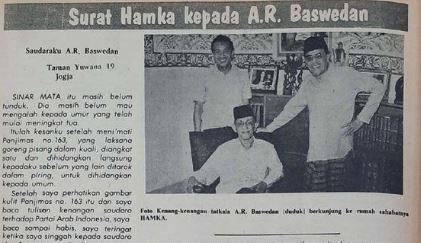 Surat Hamka kepada A.R. Baswedan
Saudaraku A.R. Baswedan
Taman Yuwana 19
Jogja
SINAR MATA itu masih belum
tunduk. Dia masih belum mau
mengalah kepada umur yang telah
mulai meningkat tua.
Itulah kesanku setelah meni'mati
Panjimas no.163, yang laksana
goreng pisang dalam kuali, diangkat
satu dan dihidangkan langsung
kepadaku sebelum yang lain ditarok
dalam piring, untuk dihidangkan
kepada umum.
Setelah saya perhatikan gambar
kulit Panjimas no. 163 itu dan saya
baca tulisan kenangan saudara
terhadap Partai Arab Indonesia, saya
baca sampai habis, saya teringat
ketika saya singgah kepada saudara
Foto Kenang-kenangan tatkala A.R. Baswedan (duduk) berkunjung ke rumah sahabatnya
HAMKA.